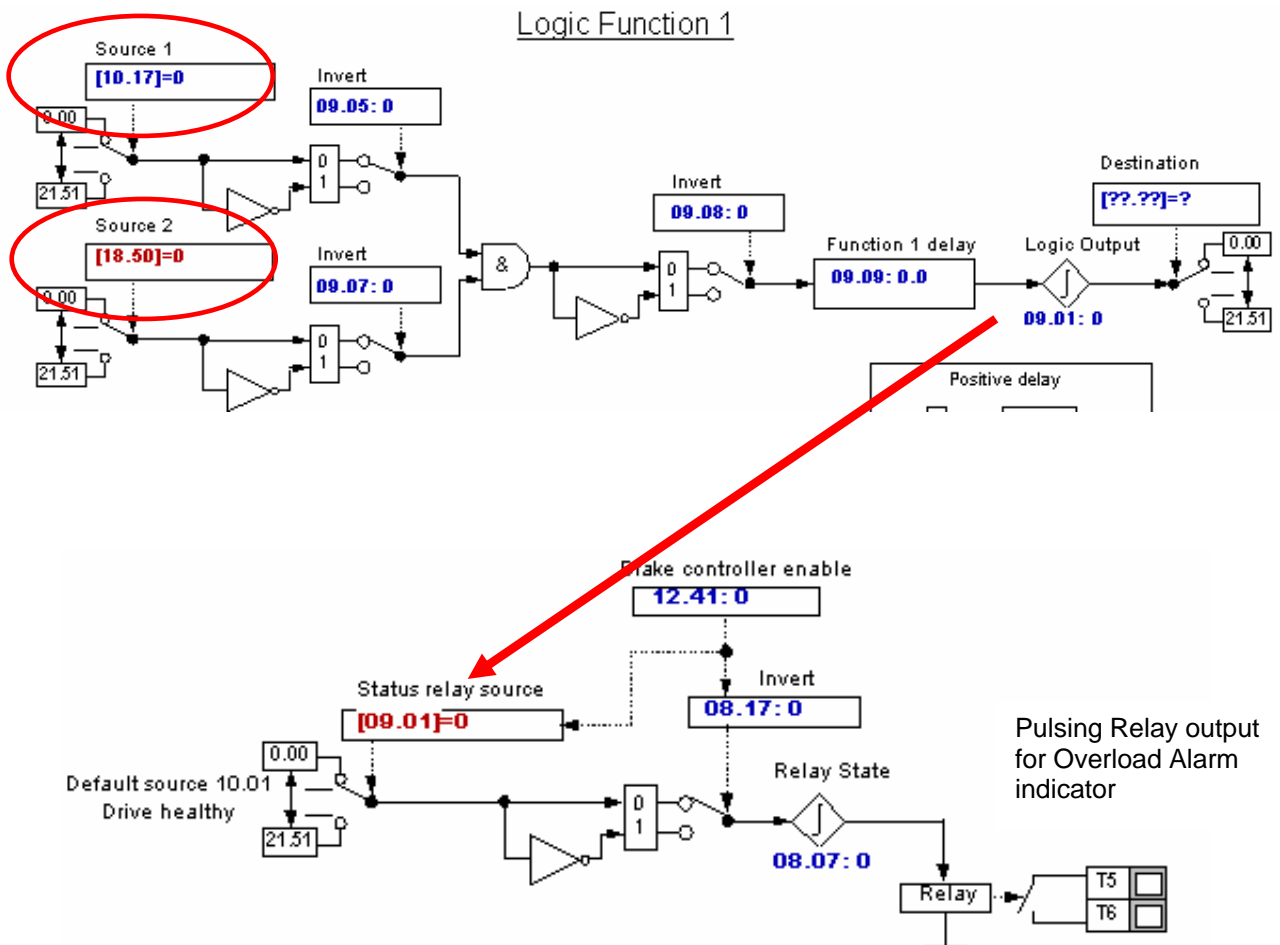 Logic Function 1
Source 1
[10.17]=0
Invert
09.05: 0
0.00
21.51
0
1
Source 2
[18.50]=0
Invert
09.07: 0
0.00
21.51
0
1
&
Invert
09.08: 0
0
1
Function 1 delay
09.09: 0.0
Logic Output
09.01: 0
Destination
[??.??]=?
0.00
21.51
Positive delay
Brake controller enable
12.41: 0
Status relay source
[09.01]=0
Invert
08.17: 0
Default source 10.01
Drive healthy
0.00
21.51
0
1
Relay State
08.07: 0
Relay
T5
T6
Pulsing Relay output
for Overload Alarm
indicator